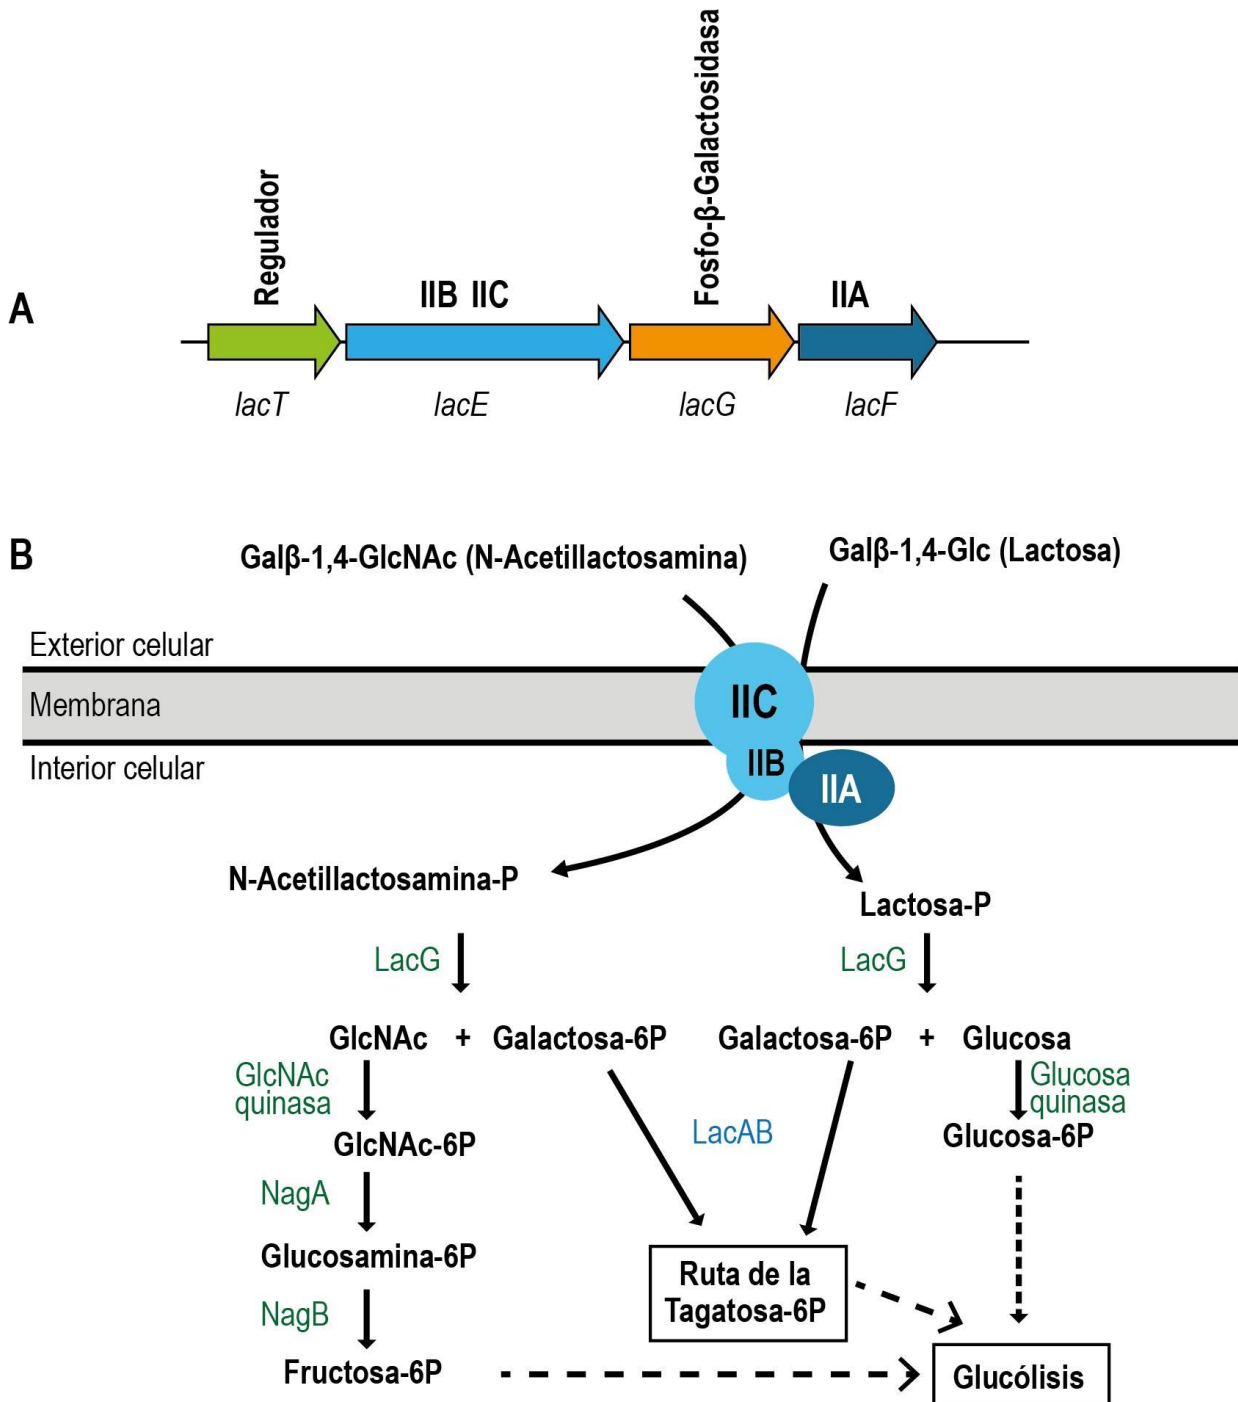 A
Regulador
IIB IIC
Fosfo-β-Galactosidasa
IIA
lacT
lacE
lacG
lacF
B
Galβ-1,4-GlcNAc (N-Acetillactosamina)
Galβ-1,4-Glc (Lactosa)
Exterior celular
Membrana
Interior celular
IIC
IIB
IIA
N-Acetillactosamina-P
Lactosa-P
LacG
LacG
GlcNAc + Galactosa-6P
Galactosa-6P + Glucosa
GlcNAc
quinasa
Glucosa
quinasa
LacAB
GlcNAc-6P
Glucosa-6P
NagA
Glucosamina-6P
Ruta de la
Tagatosa-6P
NagB
Fructosa-6P
Glucólisis